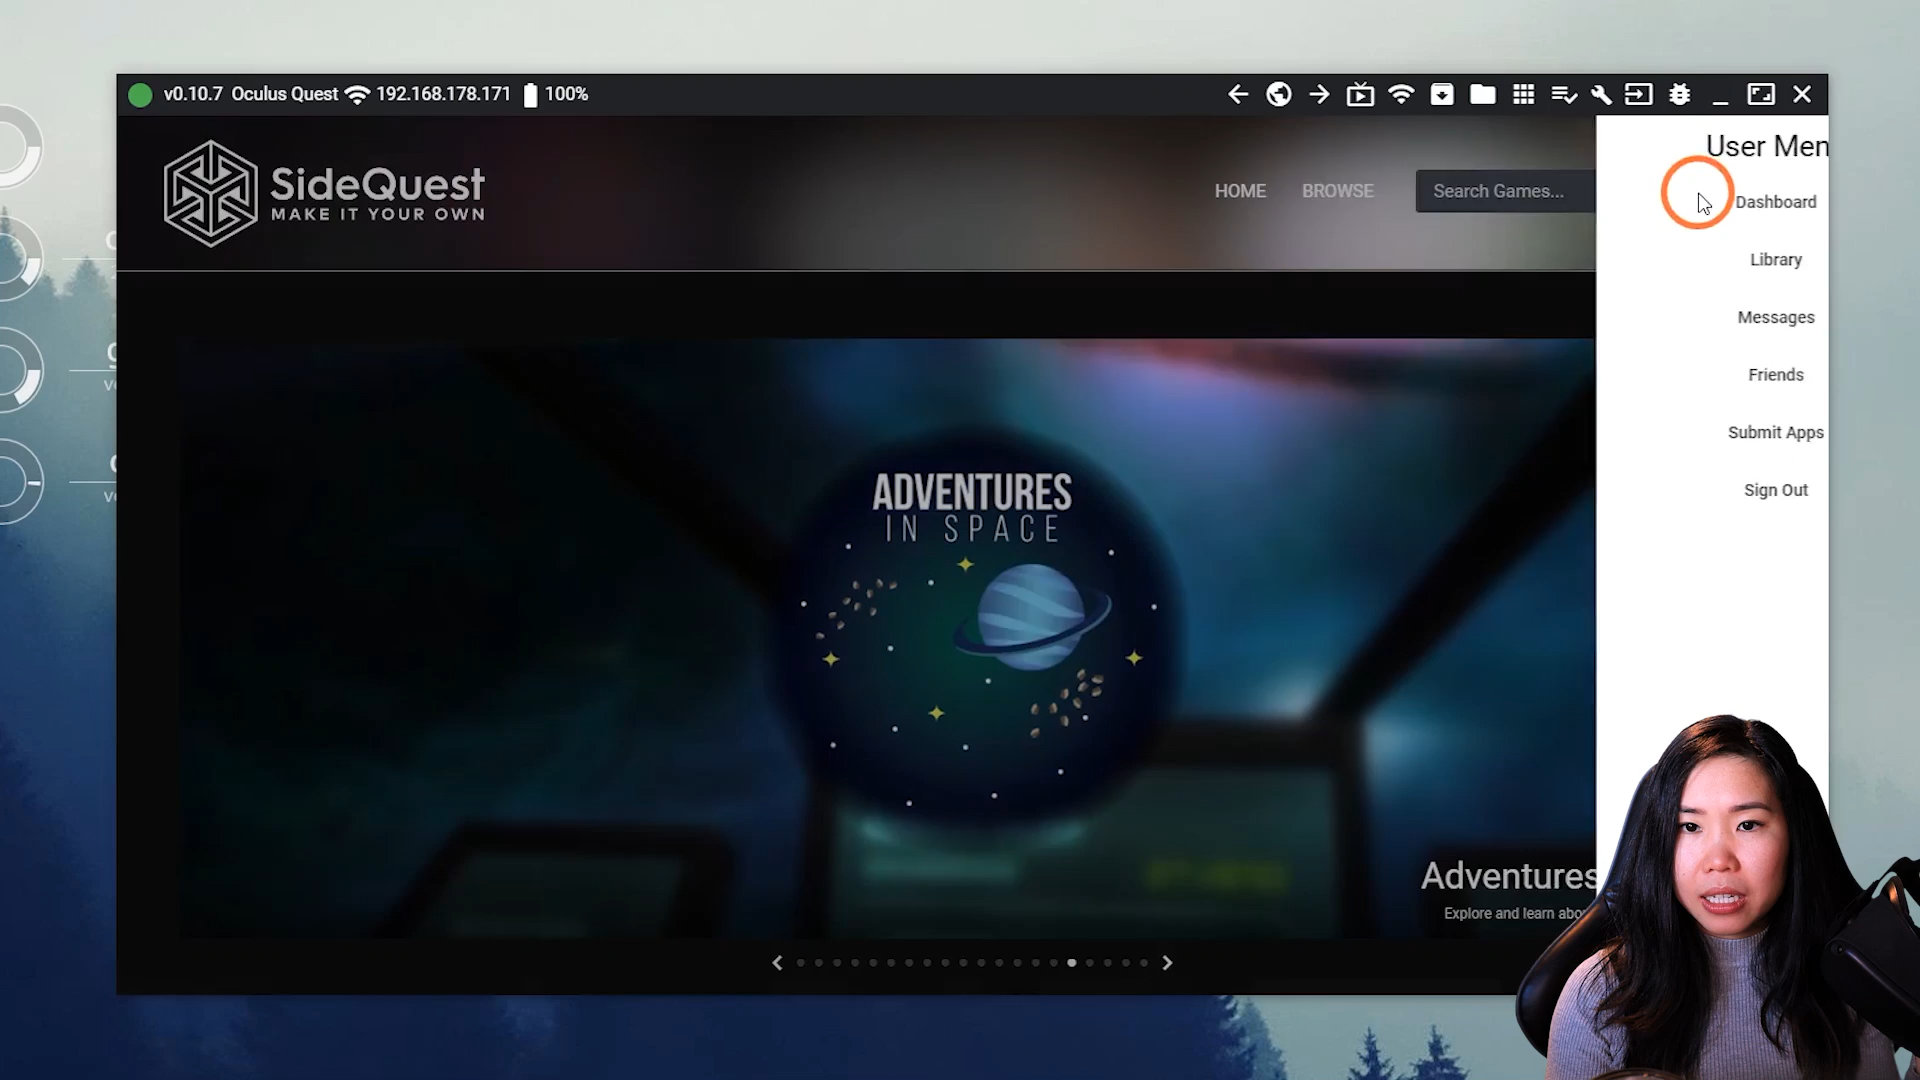 v0.10.7 Oculus Quest 192.168.178.171 100%
SideQuest
MAKE IT YOUR OWN
HOME BROWSE Search Games...
User Men
Dashboard
Library
Messages
Friends
Submit Apps
Sign Out
ADVENTURES
IN SPACE
Adventures
Explore and learn abo